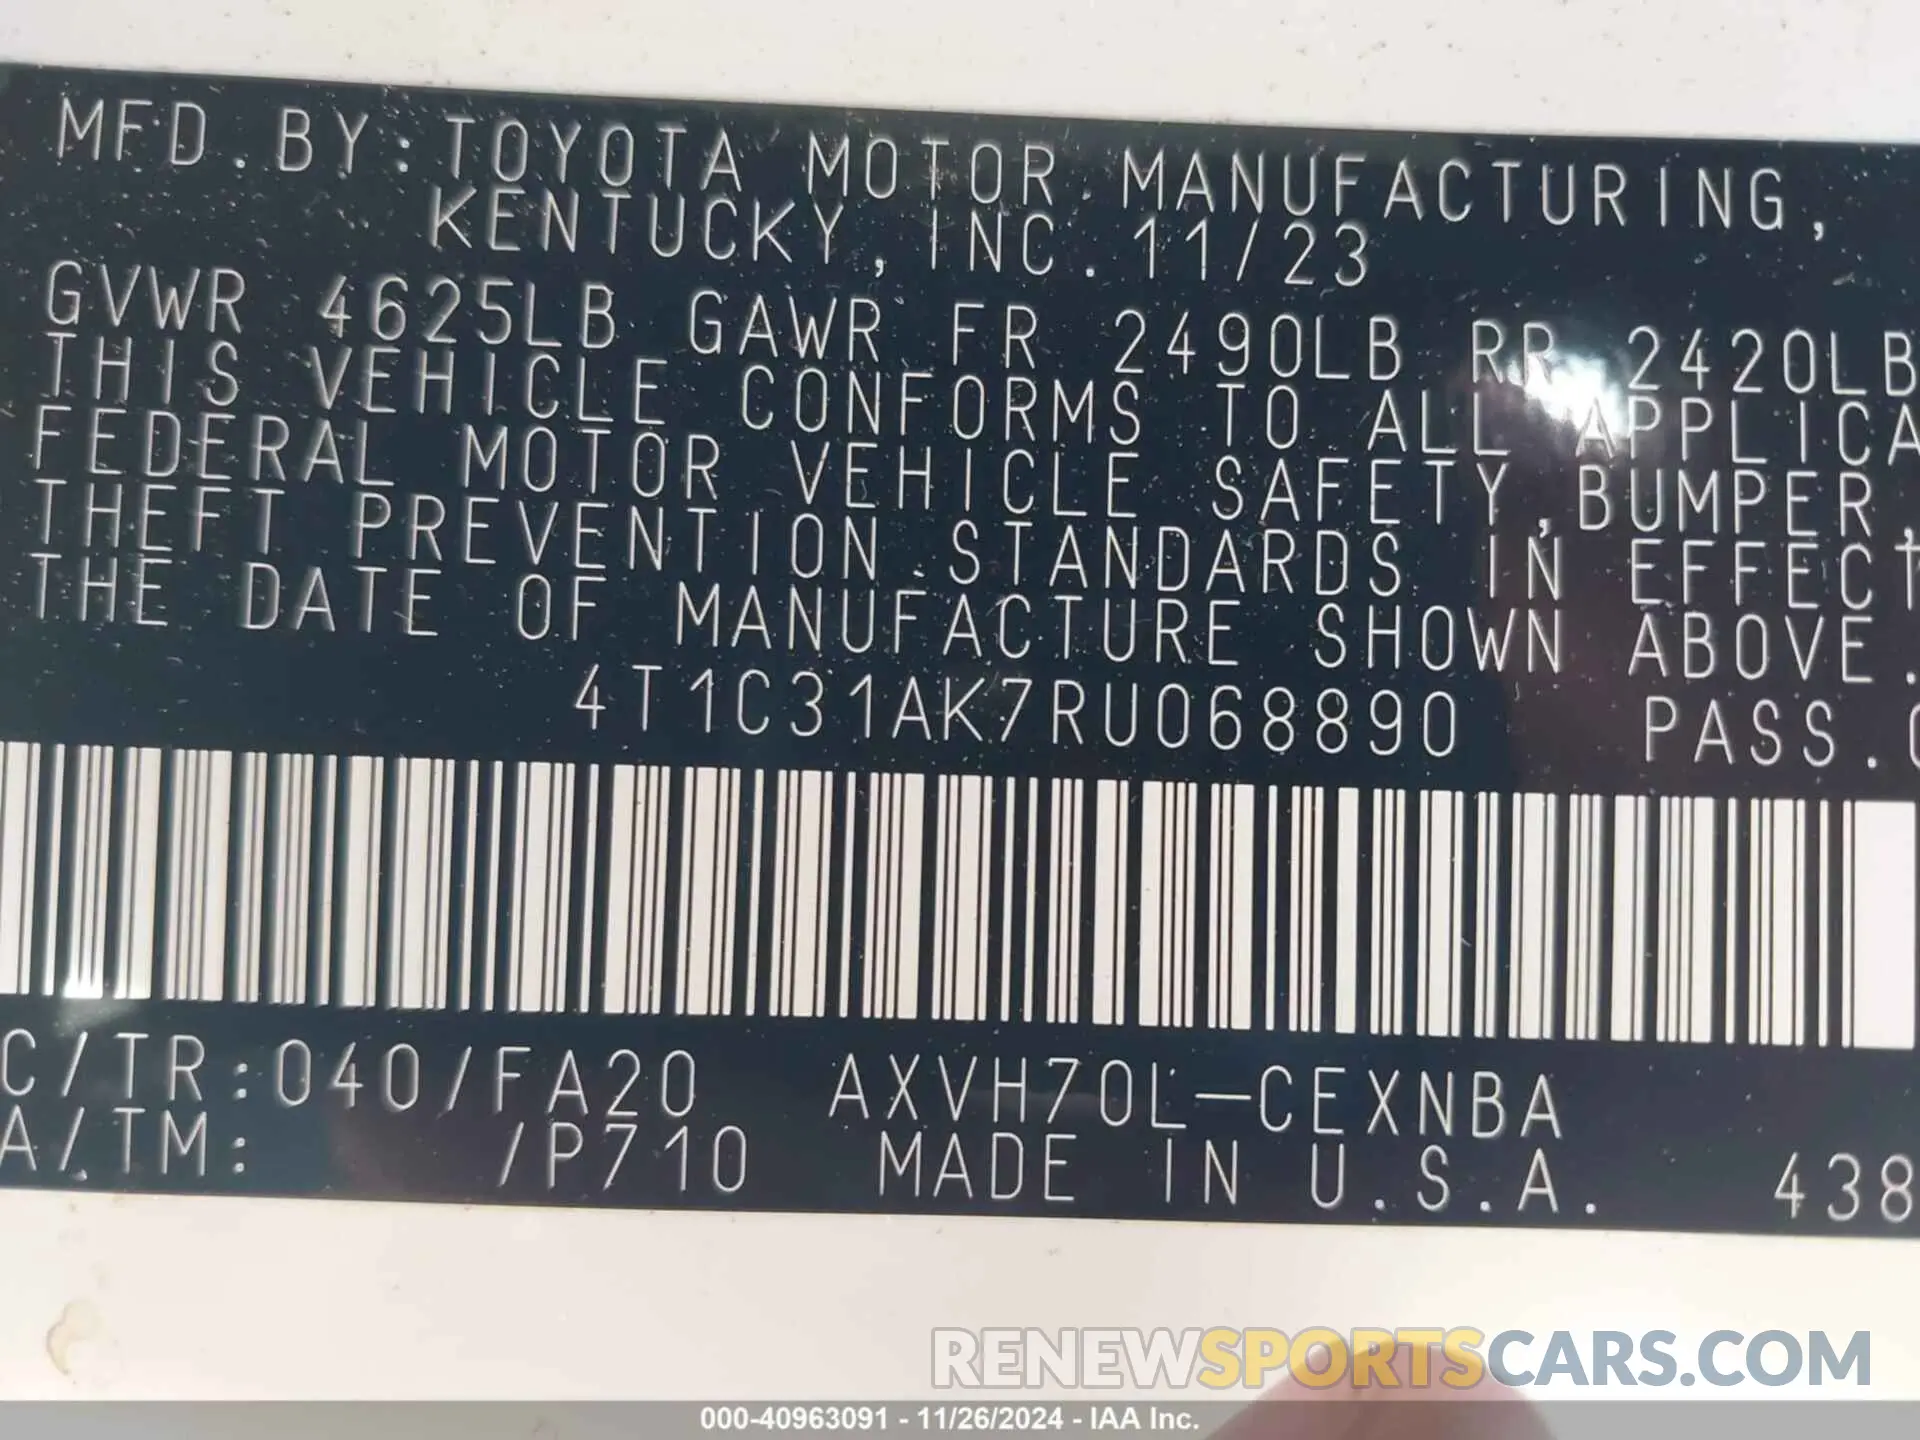 MFD.BY:TOYOTA MOTOR MANUFACTURING,
KENTUCKY, INC. 11/23
GVWR 4625LB GAWR FR 2490LB RR 2420LB
THIS VEHICLE CONFORMS TO ALL APPLICA
FEDERAL MOTOR VEHICLE SAFETY,BUMPER,
THEFT PREVENTION STANDARDS IN EFFECT
THE DATE OF MANUFACTURE SHOWN ABOVE.
4T1C31AK7RU068890 PASS.
C/TR:040/FA20 AXVH70L-CEXNBA
A/TM: /P710 MADE IN U.S.A. 438
RENEWSPORTSCARS.COM
000-40963091 - 11/26/2024 - IAA Inc.